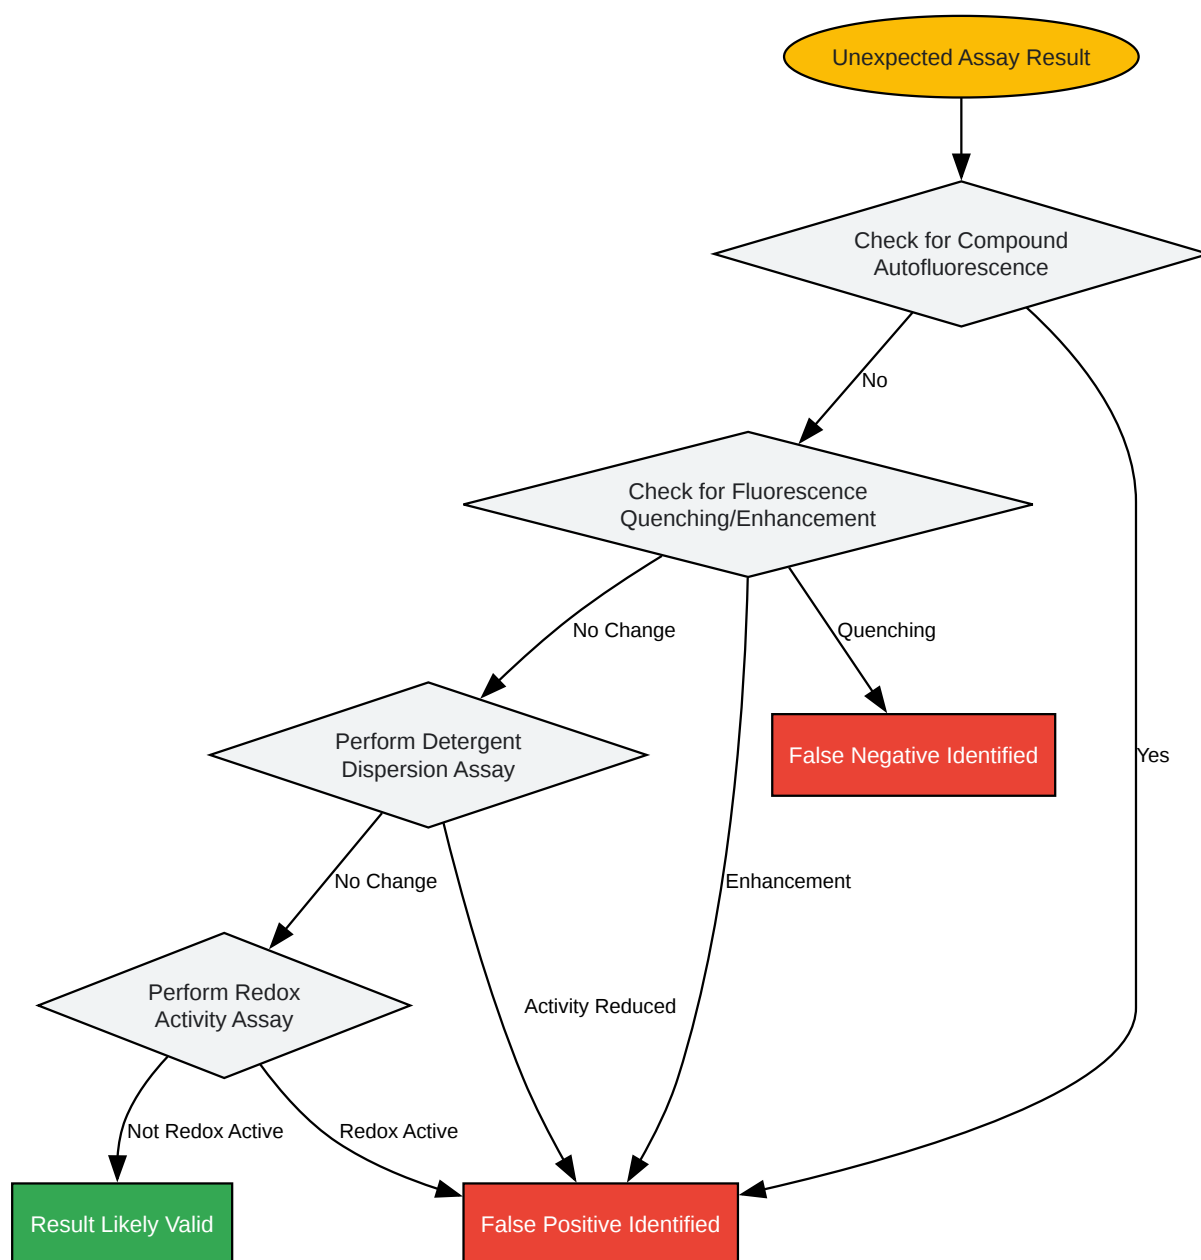 Unexpected Assay Result
Check for Compound
Autofluorescence
No
Check for Fluorescence
Quenching/Enhancement
No Change
Quenching
Perform Detergent
Dispersion Assay
False Negative Identified
Yes
No Change
Enhancement
Perform Redox
Activity Assay
Activity Reduced
Not Redox Active
Redox Active
Result Likely Valid
False Positive Identified